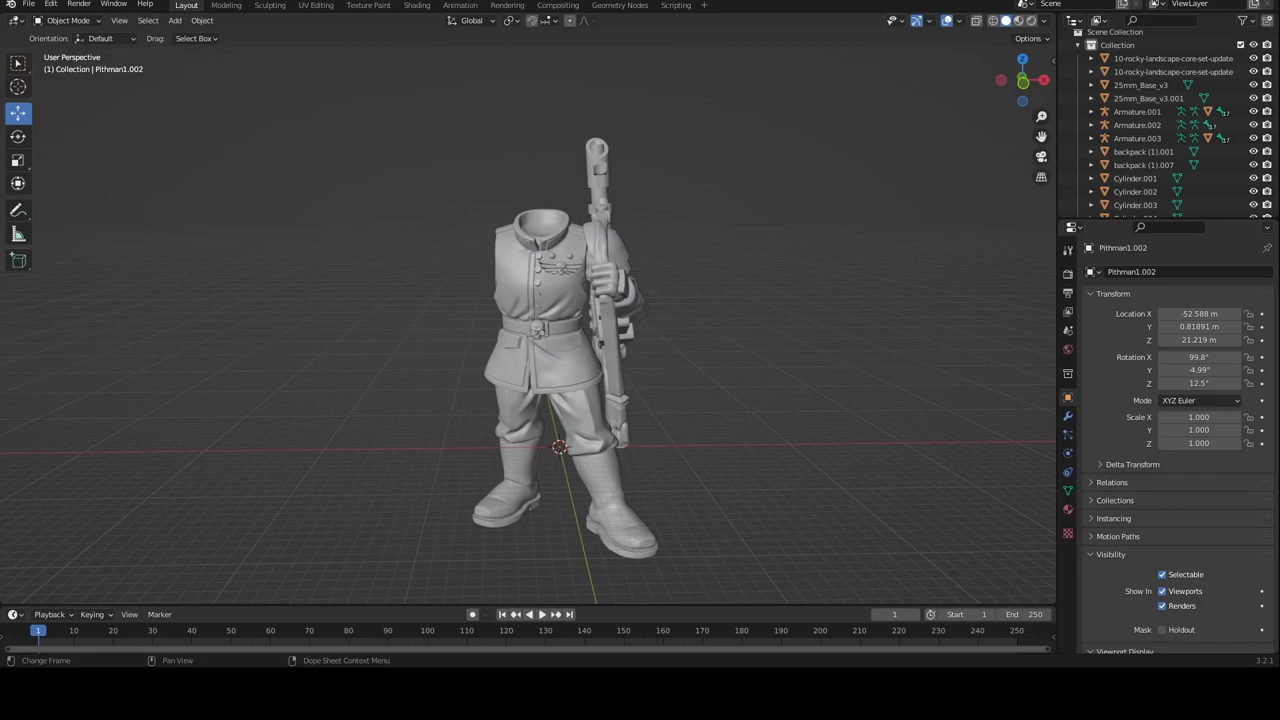 File Edit Render Window Help Layout Modeling Sculpting UV Editing Texture Paint Shading Animation Rendering Compositing Geometry Nodes Scripting + Scene ViewLayer
Object Mode View Select Add Object Global
Orientation: Default Drag: Select Box Options
User Perspective
(1) Collection | Pithman1.002
Z
X
Scene Collection
Collection
10-rocky-landscape-core-set-update
10-rocky-landscape-core-set-update
25mm_Base_v3
25mm_Base_v3.001
Armature.001 17
Armature.002 17
Armature.003 17
backpack (1).001
backpack (1).007
Cylinder.001
Cylinder.002
Cylinder.003
Pithman1.002
Pithman1.002
Transform
Location X -52.588 m
Y 0.81891 m
Z 21.219 m
Rotation X 99.8°
Y -4.99°
Z 12.5°
Mode XYZ Euler
Scale X 1.000
Y 1.000
Z 1.000
Delta Transform
Relations
Collections
Instancing
Motion Paths
Visibility
Selectable
Show In Viewports
Renders
Mask Holdout
Viewport Display
Playback Keying View Marker 1 Start 1 End 250
1 10 20 30 40 50 60 70 80 90 100 110 120 130 140 150 160 170 180 190 200 210 220 230 240 250
Change Frame Pan View Dope Sheet Context Menu 3.2.1